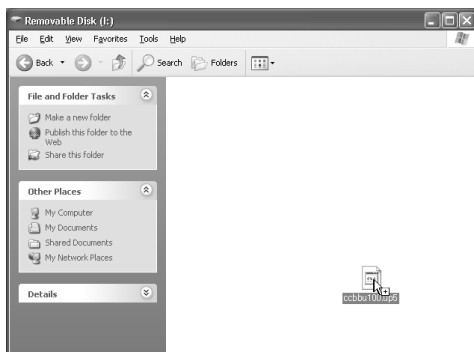 Removable Disk (I:)
File Edit View Favorites Tools Help
Back Search Folders
File and Folder Tasks
Make a new folder
Publish this folder to the
Web
Share this folder
Other Places
My Computer
My Documents
Shared Documents
My Network Places
Details